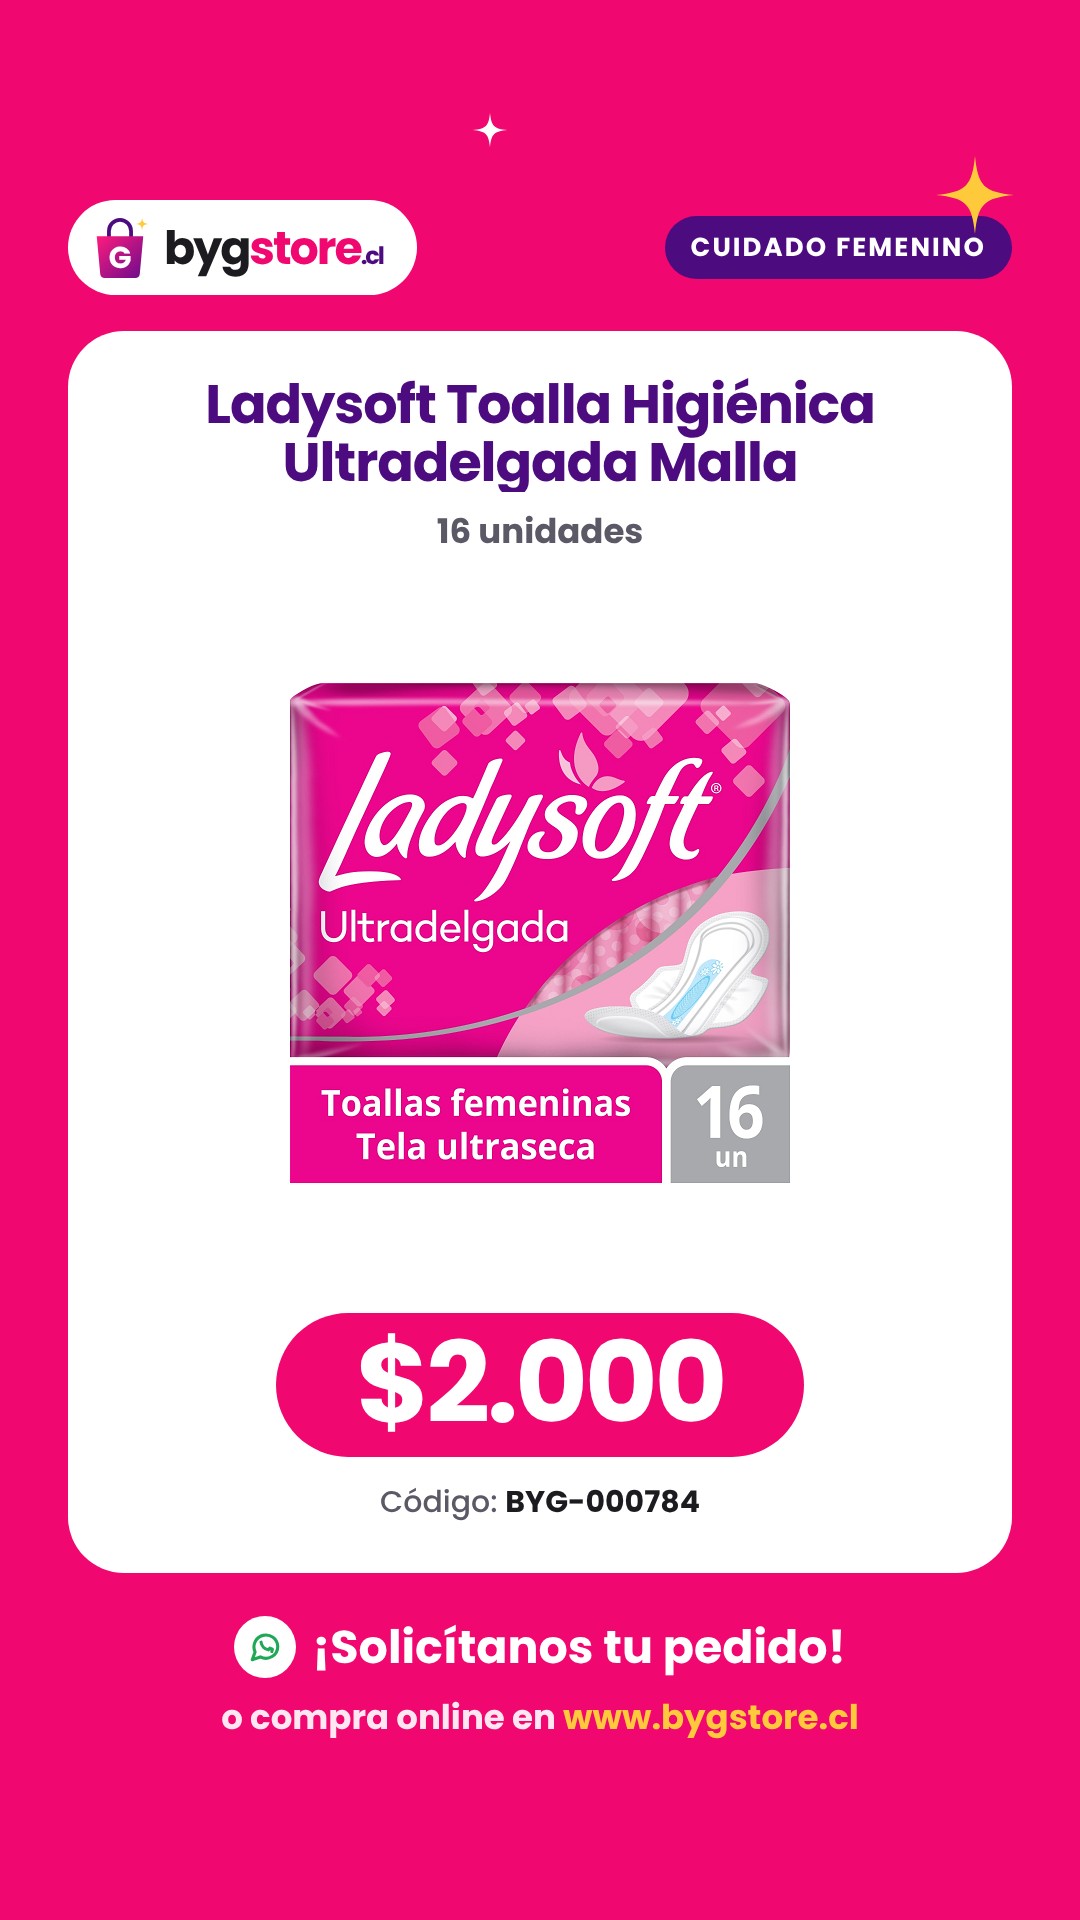 G bygstore.cl
CUIDADO FEMENINO
Ladysoft Toalla Higiénica
Ultradelgada Malla
16 unidades
Ladysoft®
Ultradelgada
Toallas femeninas
Tela ultraseca
16
un
$2.000
Código: BYG-000784
¡Solicítanos tu pedido!
o compra online en www.bygstore.cl